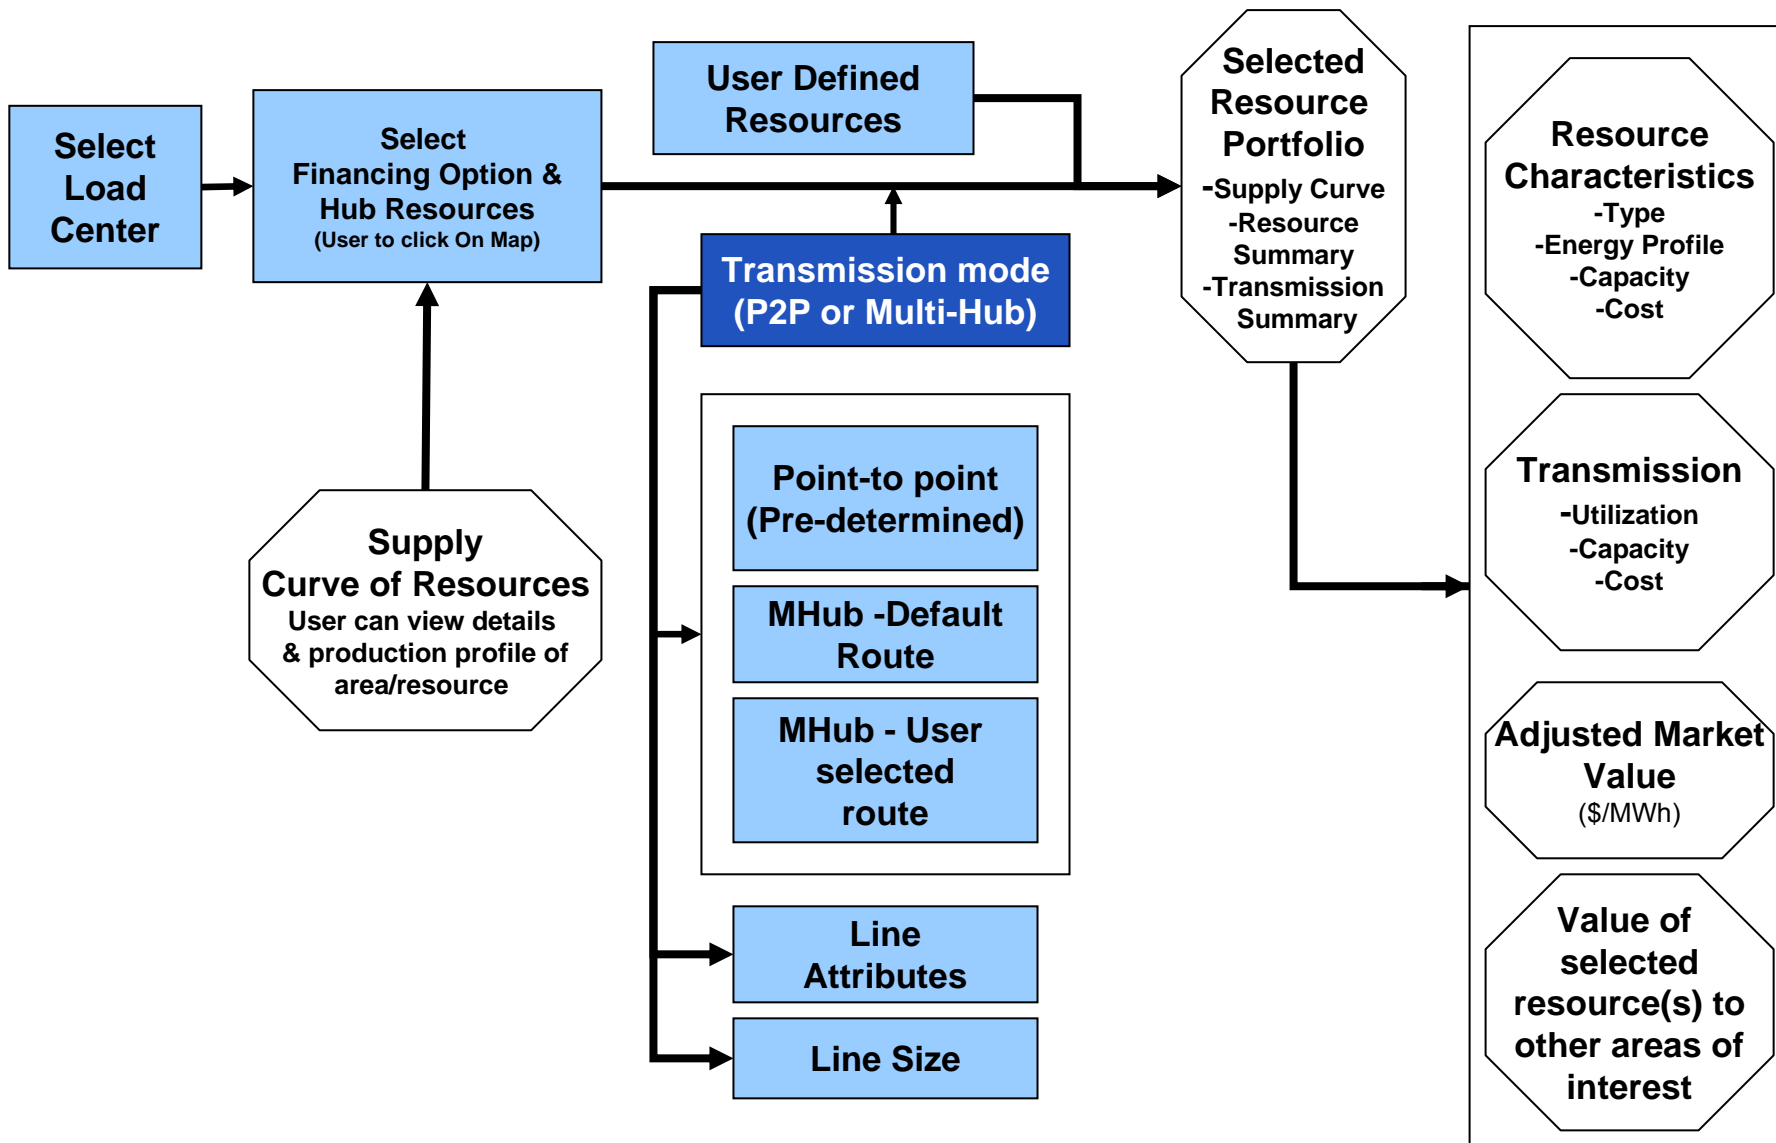 Select
Load
Center
Select
Financing Option &
Hub Resources
(User to click On Map)
User Defined
Resources
Transmission mode
(P2P or Multi-Hub)
Supply
Curve of Resources
User can view details
& production profile of
area/resource
Point-to point
(Pre-determined)
MHub -Default
Route
MHub - User
selected
route
Line
Attributes
Line Size
Selected
Resource
Portfolio
-Supply Curve
-Resource
Summary
-Transmission
Summary
Resource
Characteristics
-Type
-Energy Profile
-Capacity
-Cost
Transmission
-Utilization
-Capacity
-Cost
Adjusted Market
Value
($/MWh)
Value of
selected
resource(s) to
other areas of
interest